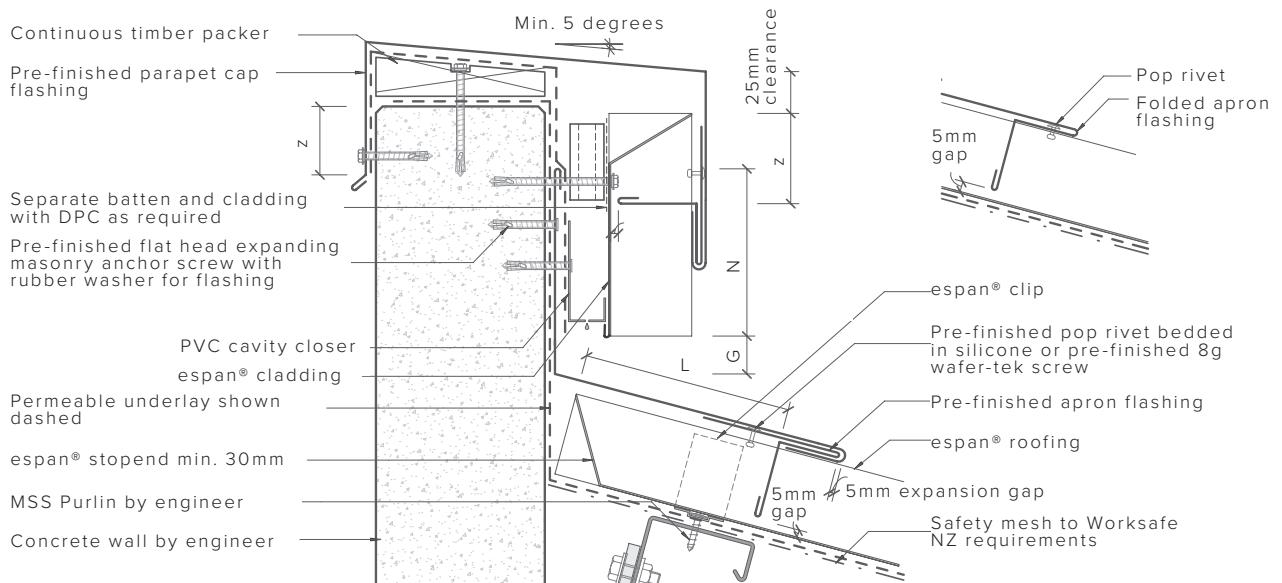 Continuous timber packer
Pre-finished parapet cap
flashing
z
Separate batten and cladding
with DPC as required
Pre-finished flat head expanding
masonry anchor screw with
rubber washer for flashing
PVC cavity closer
espan® cladding
Permeable underlay shown
dashed
espan® stopend min. 30mm
MSS Purlin by engineer
Concrete wall by engineer
Min. 5 degrees
25mm
clearance
z
N
G
L
5mm
gap
Pop rivet
Folded apron
flashing
espan® clip
Pre-finished pop rivet bedded
in silicone or pre-finished 8g
wafer-tek screw
Pre-finished apron flashing
espan® roofing
5mm expansion gap
5mm
gap
Safety mesh to Worksafe
NZ requirements